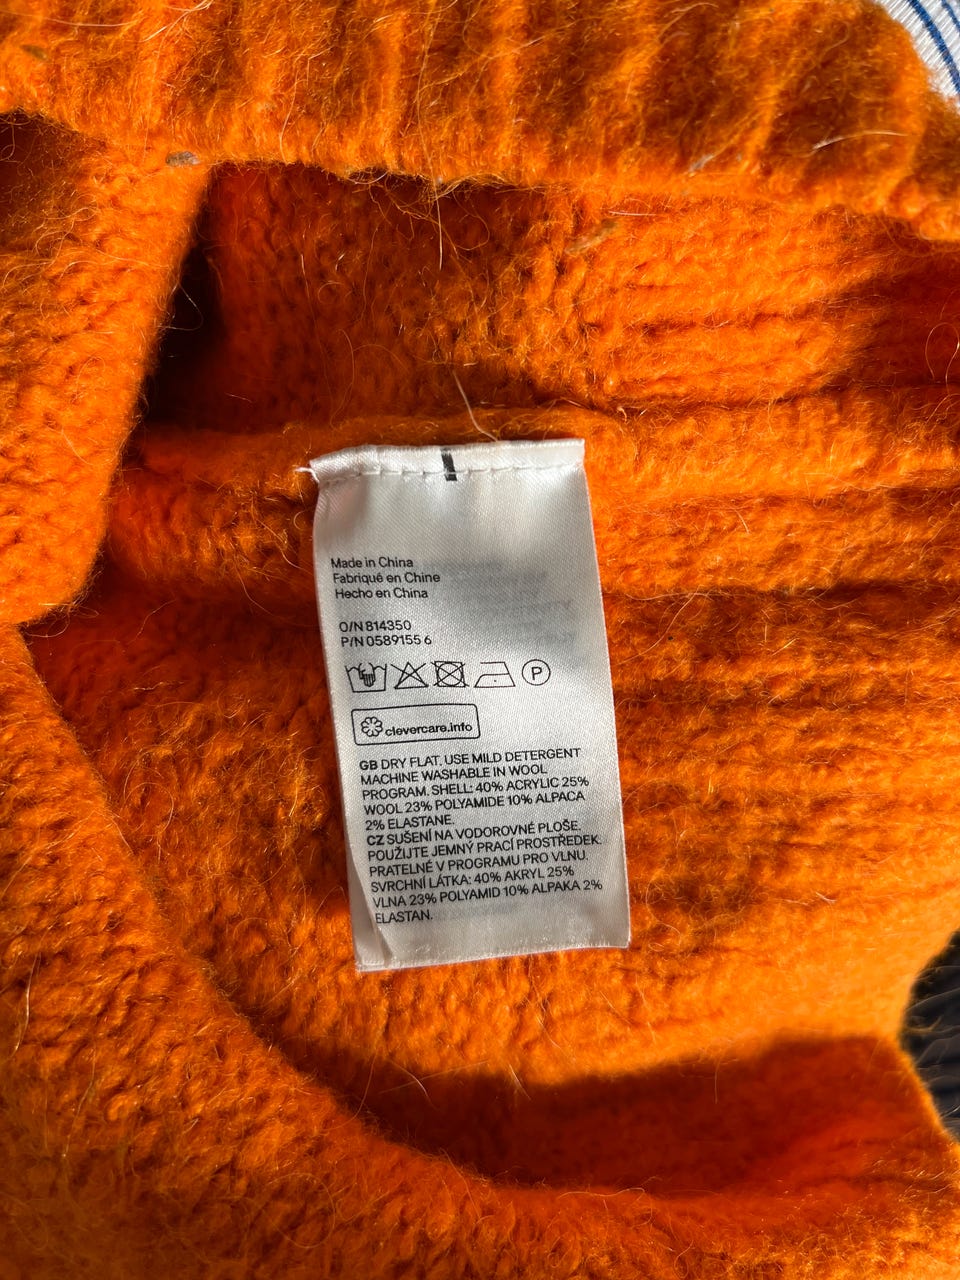 Made in China
Fabriqué en Chine
Hecho en China
O/N 814350
P/N 0589155 6
P
clevercare.info
GB DRY FLAT. USE MILD DETERGENT
MACHINE WASHABLE IN WOOL
PROGRAM. SHELL: 40% ACRYLIC 25%
WOOL 23% POLYAMIDE 10% ALPACA
2% ELASTANE.
CZ SUŠENÍ NA VODOROVNÉ PLOŠE.
POUŽIJTE JEMNÝ PRACÍ PROSTŘEDEK.
PRATELNÉ V PROGRAMU PRO VLNU.
SVRCHNÍ LÁTKA: 40% AKRYL 25%
VLNA 23% POLYAMID 10% ALPAKA 2%
ELASTAN.